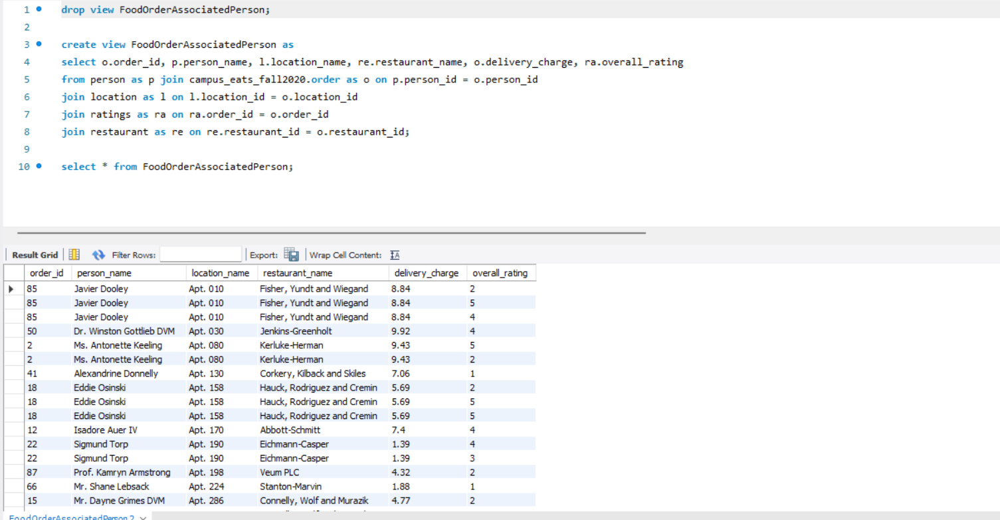 1 drop view FoodOrderAssociatedPerson;
2
3 create view FoodOrderAssociatedPerson as
4 select o.order_id, p.person_name, l.location_name, re.restaurant_name, o.delivery_charge, ra.overall_rating
5 from person as p join campus_eats_fall2020.order as o on p.person_id = o.person_id
6 join location as l on l.location_id = o.location_id
7 join ratings as ra on ra.order_id = o.order_id
8 join restaurant as re on re.restaurant_id = o.restaurant_id;
9
10 select * from FoodOrderAssociatedPerson;
Result Grid Filter Rows: Export: Wrap Cell Content: IA
order_id person_name location_name restaurant_name delivery_charge overall_rating
85 Javier Dooley Apt. 010 Fisher, Yundt and Wiegand 8.84 2
85 Javier Dooley Apt. 010 Fisher, Yundt and Wiegand 8.84 5
85 Javier Dooley Apt. 010 Fisher, Yundt and Wiegand 8.84 4
50 Dr. Winston Gottlieb DVM Apt. 030 Jenkins-Greenholt 9.92 4
2 Ms. Antonette Keeling Apt. 080 Kerluke-Herman 9.43 5
2 Ms. Antonette Keeling Apt. 080 Kerluke-Herman 9.43 2
41 Alexandrine Donnelly Apt. 130 Corkery, Kilback and Skiles 7.06 1
18 Eddie Osinski Apt. 158 Hauck, Rodriguez and Cremin 5.69 2
18 Eddie Osinski Apt. 158 Hauck, Rodriguez and Cremin 5.69 5
18 Eddie Osinski Apt. 158 Hauck, Rodriguez and Cremin 5.69 5
12 Isadore Auer IV Apt. 170 Abbott-Schmitt 7.4 4
22 Sigmund Torp Apt. 190 Eichmann-Casper 1.39 4
22 Sigmund Torp Apt. 190 Eichmann-Casper 1.39 3
87 Prof. Kamryn Armstrong Apt. 198 Veum PLC 4.32 2
66 Mr. Shane Lebsack Apt. 224 Stanton-Marvin 1.88 1
15 Mr. Dayne Grimes DVM Apt. 286 Connelly, Wolf and Murazik 4.77 2
FoodOrderAssociatedPerson 2